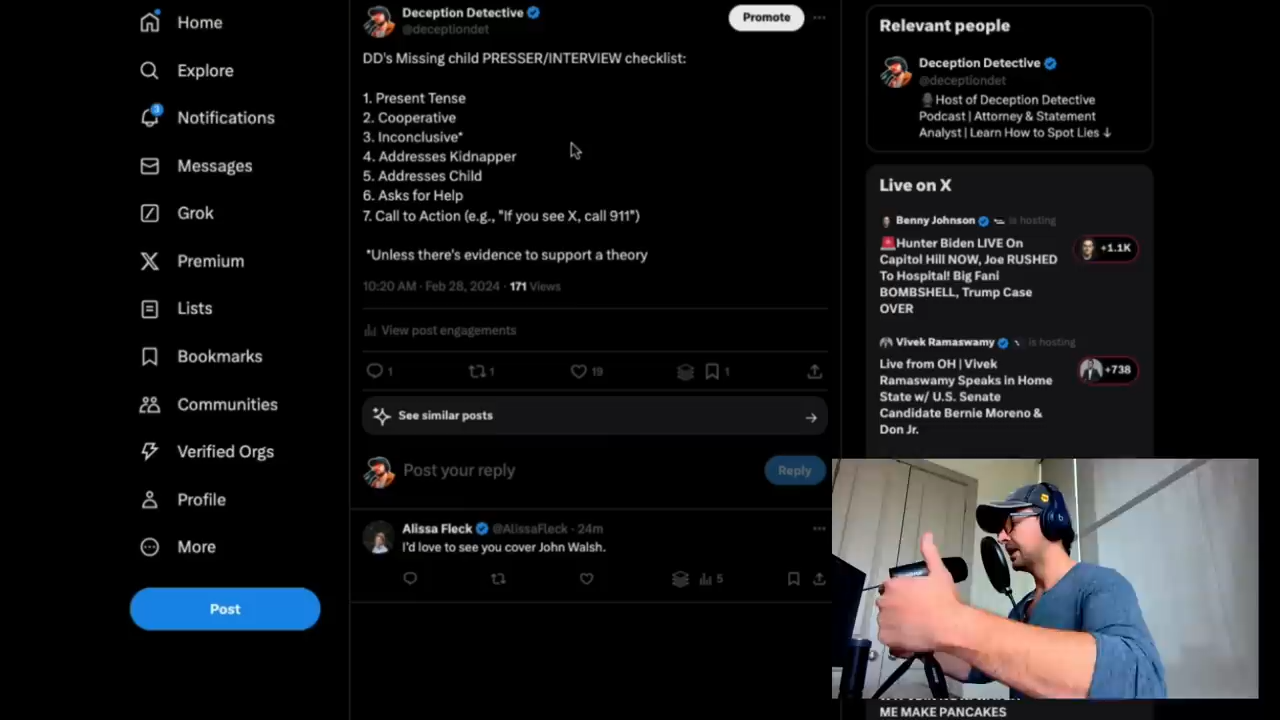 Home
Explore
3
Notifications
Messages
Grok
Premium
Lists
Bookmarks
Communities
Verified Orgs
Profile
More
Post
Deception Detective
@deceptiondet
Promote
DD's Missing child PRESSER/INTERVIEW checklist:
1. Present Tense
2. Cooperative
3. Inconclusive*
4. Addresses Kidnapper
5. Addresses Child
6. Asks for Help
7. Call to Action (e.g., "If you see X, call 911")
*Unless there's evidence to support a theory
10:20 AM · Feb 28, 2024 · 171 Views
View post engagements
1
1
19
1
See similar posts
Post your reply
Reply
Alissa Fleck @AlissaFleck · 24m
I'd love to see you cover John Walsh.
5
Relevant people
Deception Detective
@deceptiondet
Host of Deception Detective
Podcast | Attorney & Statement
Analyst | Learn How to Spot Lies ↓
Live on X
Benny Johnson is hosting
Hunter Biden LIVE On
Capitol Hill NOW, Joe RUSHED
To Hospital! Big Fani
BOMBSHELL, Trump Case
OVER
+1.1K
Vivek Ramaswamy is hosting
Live from OH | Vivek
Ramaswamy Speaks in Home
State w/ U.S. Senate
Candidate Bernie Moreno &
Don Jr.
+738
ME MAKE PANCAKES